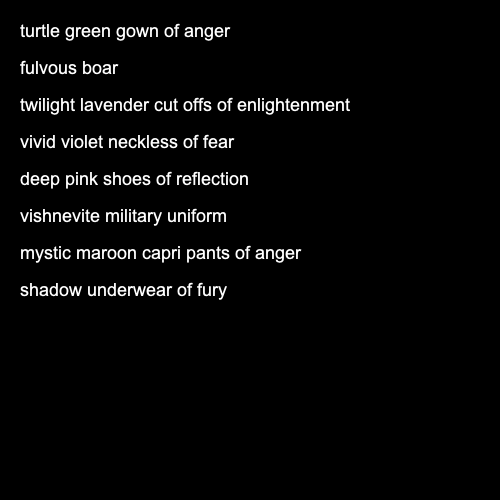 turtle green gown of anger
fulvous boar
twilight lavender cut offs of enlightenment
vivid violet neckless of fear
deep pink shoes of reflection
vishnevite military uniform
mystic maroon capri pants of anger
shadow underwear of fury